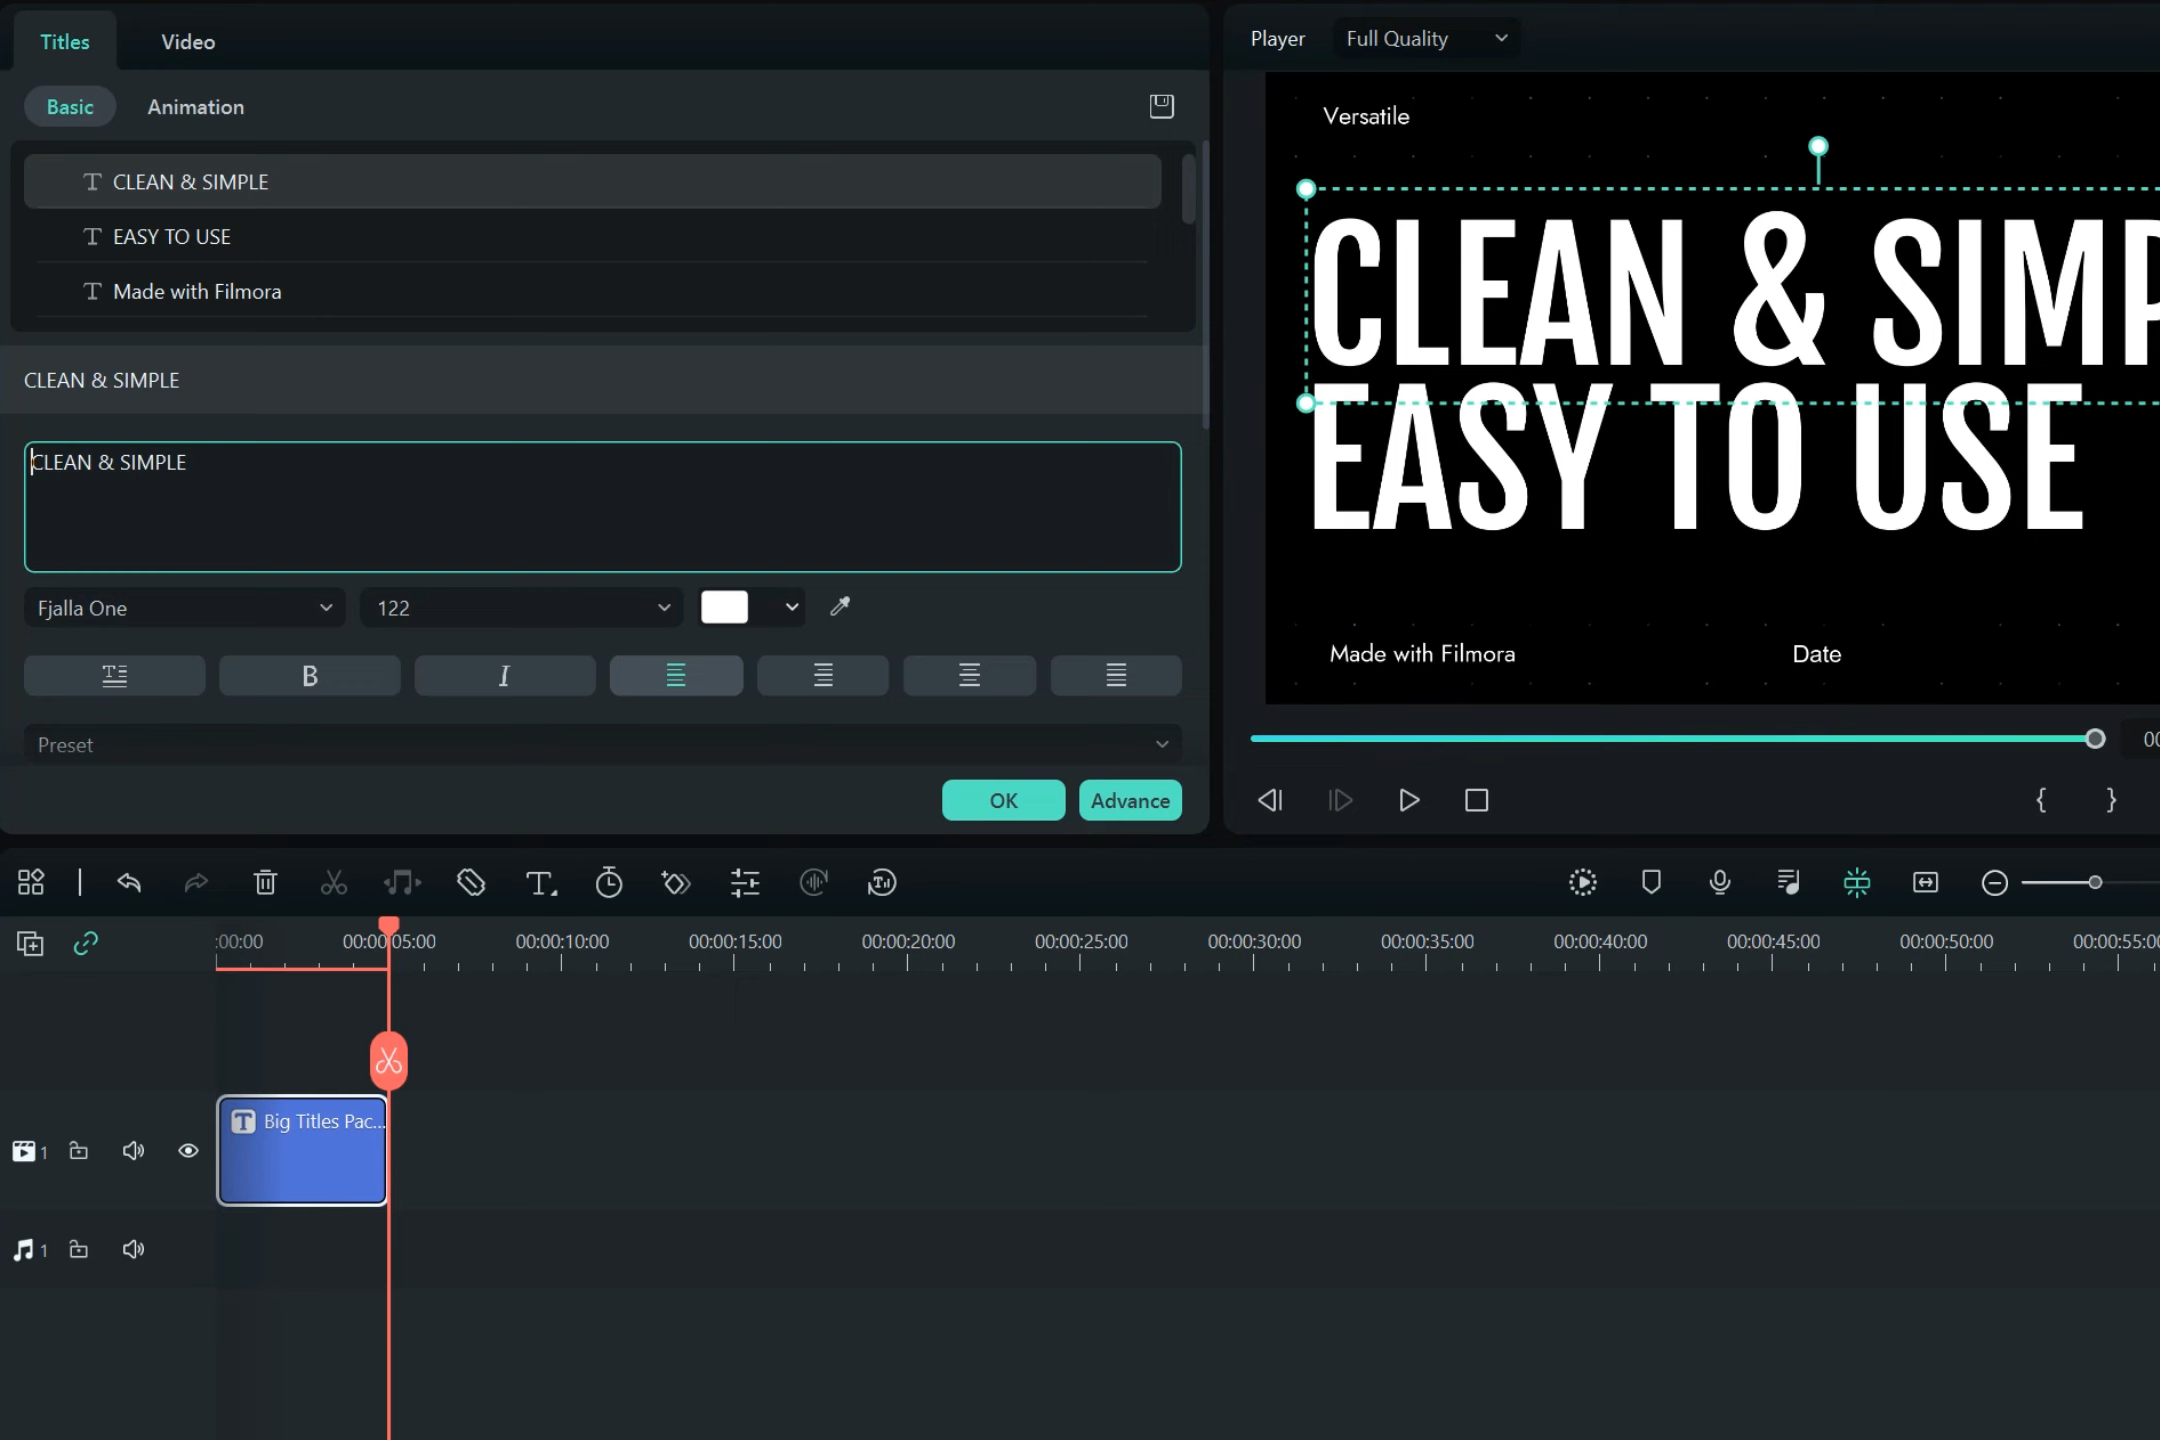 Titles
Video
Basic
Animation
CLEAN & SIMPLE
EASY TO USE
Made with Filmora
CLEAN & SIMPLE
CLEAN & SIMPLE
Fjalla One
122
B
I
Preset
OK
Advance
Player
Full Quality
Versatile
CLEAN & SIMP
EASY TO USE
Made with Filmora
Date
00
{ }
:00:00
00:00:05:00
00:00:10:00
00:00:15:00
00:00:20:00
00:00:25:00
00:00:30:00
00:00:35:00
00:00:40:00
00:00:45:00
00:00:50:00
00:00:55:00
Big Titles Pac...
1
1